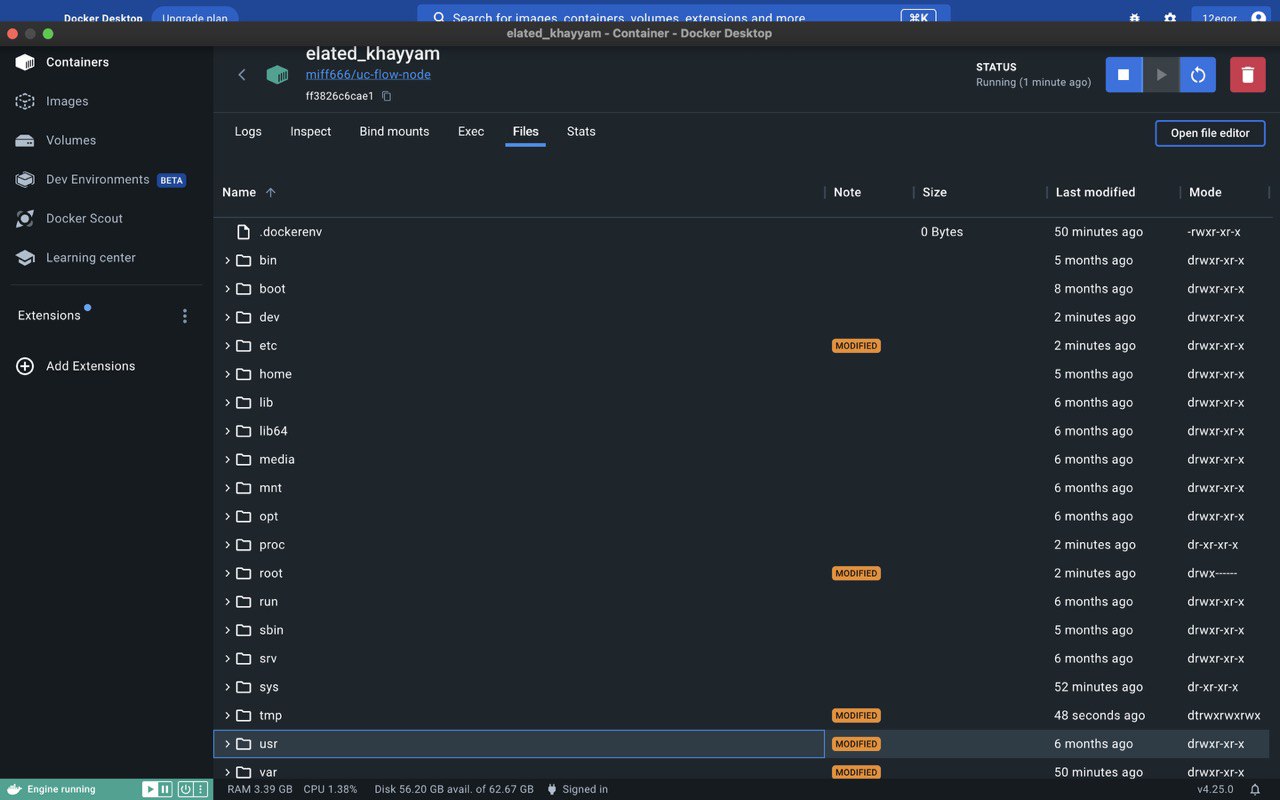 Docker Desktop Upgrade plan Search for images, containers, volumes, extensions and more ⌘K 12egor
elated_khayyam - Container - Docker Desktop
Containers
Images
Volumes
Dev Environments BETA
Docker Scout
Learning center
Extensions
Add Extensions
elated_khayyam
miff666/uc-flow-node
ff3826c6cae1
STATUS
Running (1 minute ago)
Logs Inspect Bind mounts Exec Files Stats Open file editor
Name Note Size Last modified Mode
.dockerenv 0 Bytes 50 minutes ago -rwxr-xr-x
bin 5 months ago drwxr-xr-x
boot 8 months ago drwxr-xr-x
dev 2 minutes ago drwxr-xr-x
etc MODIFIED 2 minutes ago drwxr-xr-x
home 5 months ago drwxr-xr-x
lib 6 months ago drwxr-xr-x
lib64 6 months ago drwxr-xr-x
media 6 months ago drwxr-xr-x
mnt 6 months ago drwxr-xr-x
opt 6 months ago drwxr-xr-x
proc 2 minutes ago dr-xr-xr-x
root MODIFIED 2 minutes ago drwx------
run 6 months ago drwxr-xr-x
sbin 5 months ago drwxr-xr-x
srv 6 months ago drwxr-xr-x
sys 52 minutes ago dr-xr-xr-x
tmp MODIFIED 48 seconds ago dtrwxrwxrwx
usr MODIFIED 6 months ago drwxr-xr-x
var MODIFIED 50 minutes ago drwxr-xr-x
Engine running RAM 3.39 GB CPU 1.38% Disk 56.20 GB avail. of 62.67 GB Signed in v4.25.0